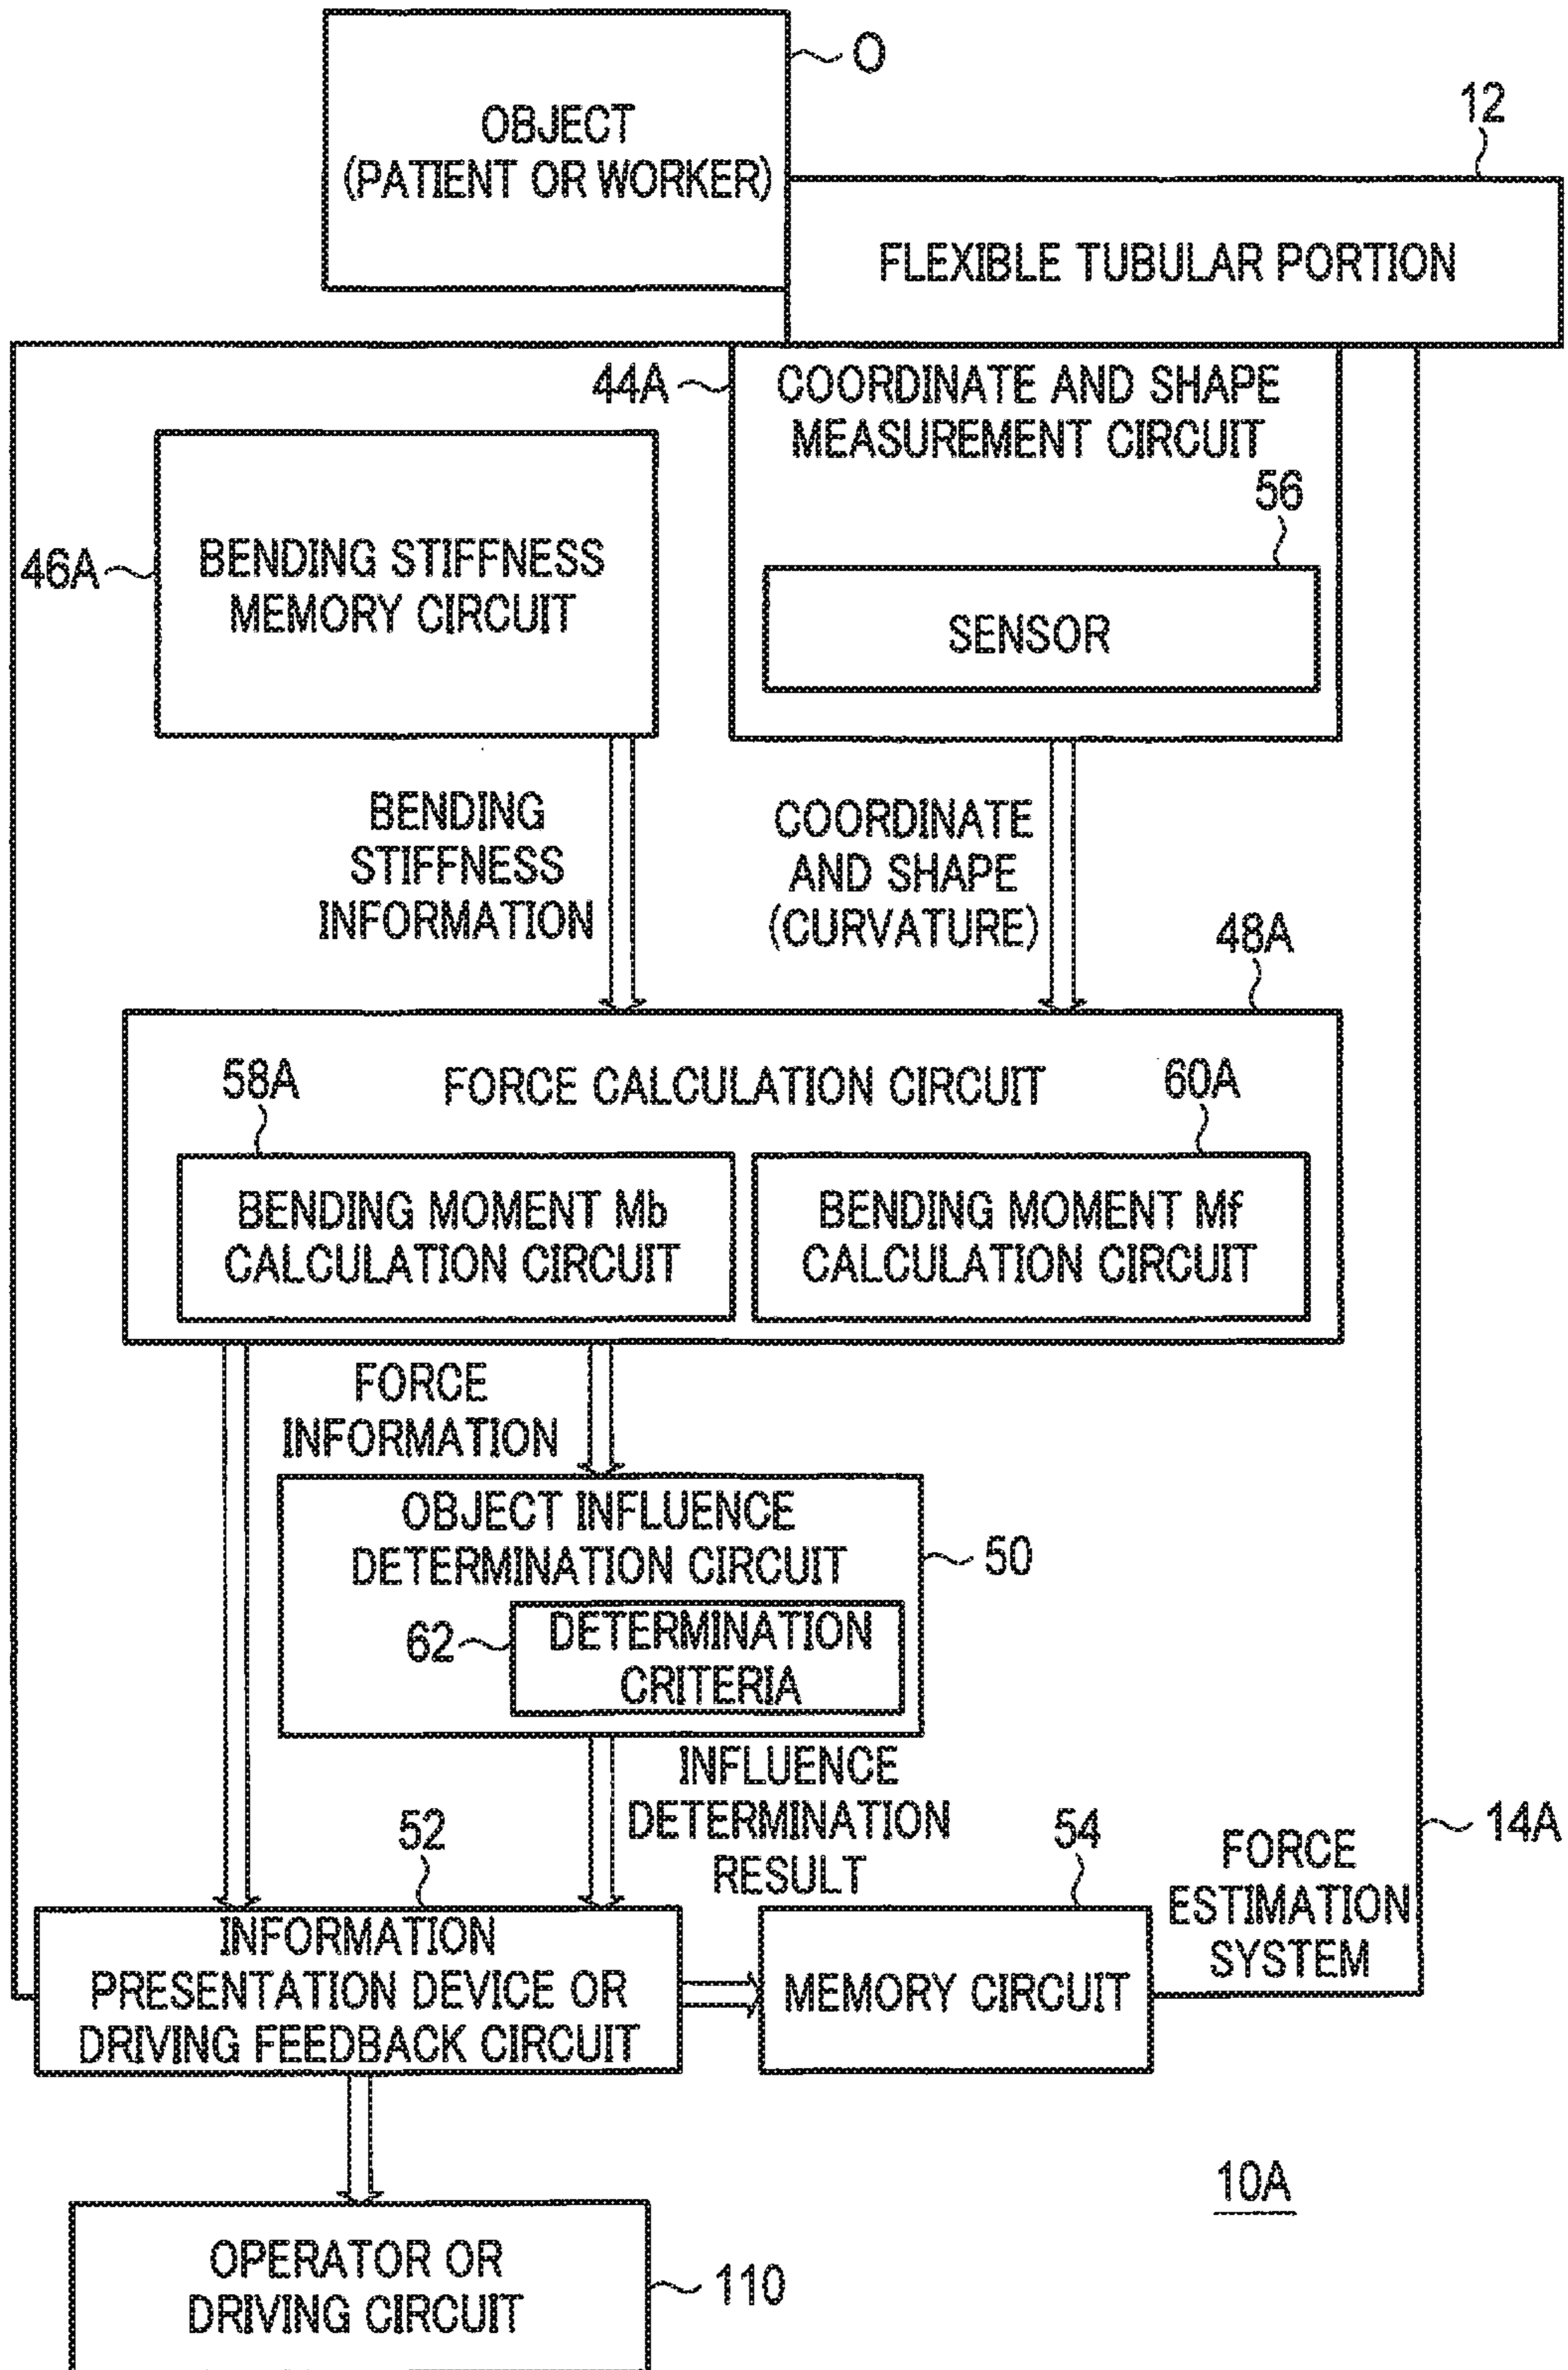 O
OBJECT
(PATIENT OR WORKER)
12
FLEXIBLE TUBULAR PORTION
44A
COORDINATE AND SHAPE
MEASUREMENT CIRCUIT
56
SENSOR
46A
BENDING STIFFNESS
MEMORY CIRCUIT
BENDING
STIFFNESS
INFORMATION
COORDINATE
AND SHAPE
(CURVATURE)
48A
FORCE CALCULATION CIRCUIT
58A
60A
BENDING MOMENT Mb
CALCULATION CIRCUIT
BENDING MOMENT Mf
CALCULATION CIRCUIT
FORCE
INFORMATION
OBJECT INFLUENCE
DETERMINATION CIRCUIT
50
62
DETERMINATION
CRITERIA
INFLUENCE
DETERMINATION
RESULT
52
54
14A
FORCE
ESTIMATION
SYSTEM
INFORMATION
PRESENTATION DEVICE OR
DRIVING FEEDBACK CIRCUIT
MEMORY CIRCUIT
10A
OPERATOR OR
DRIVING CIRCUIT
110